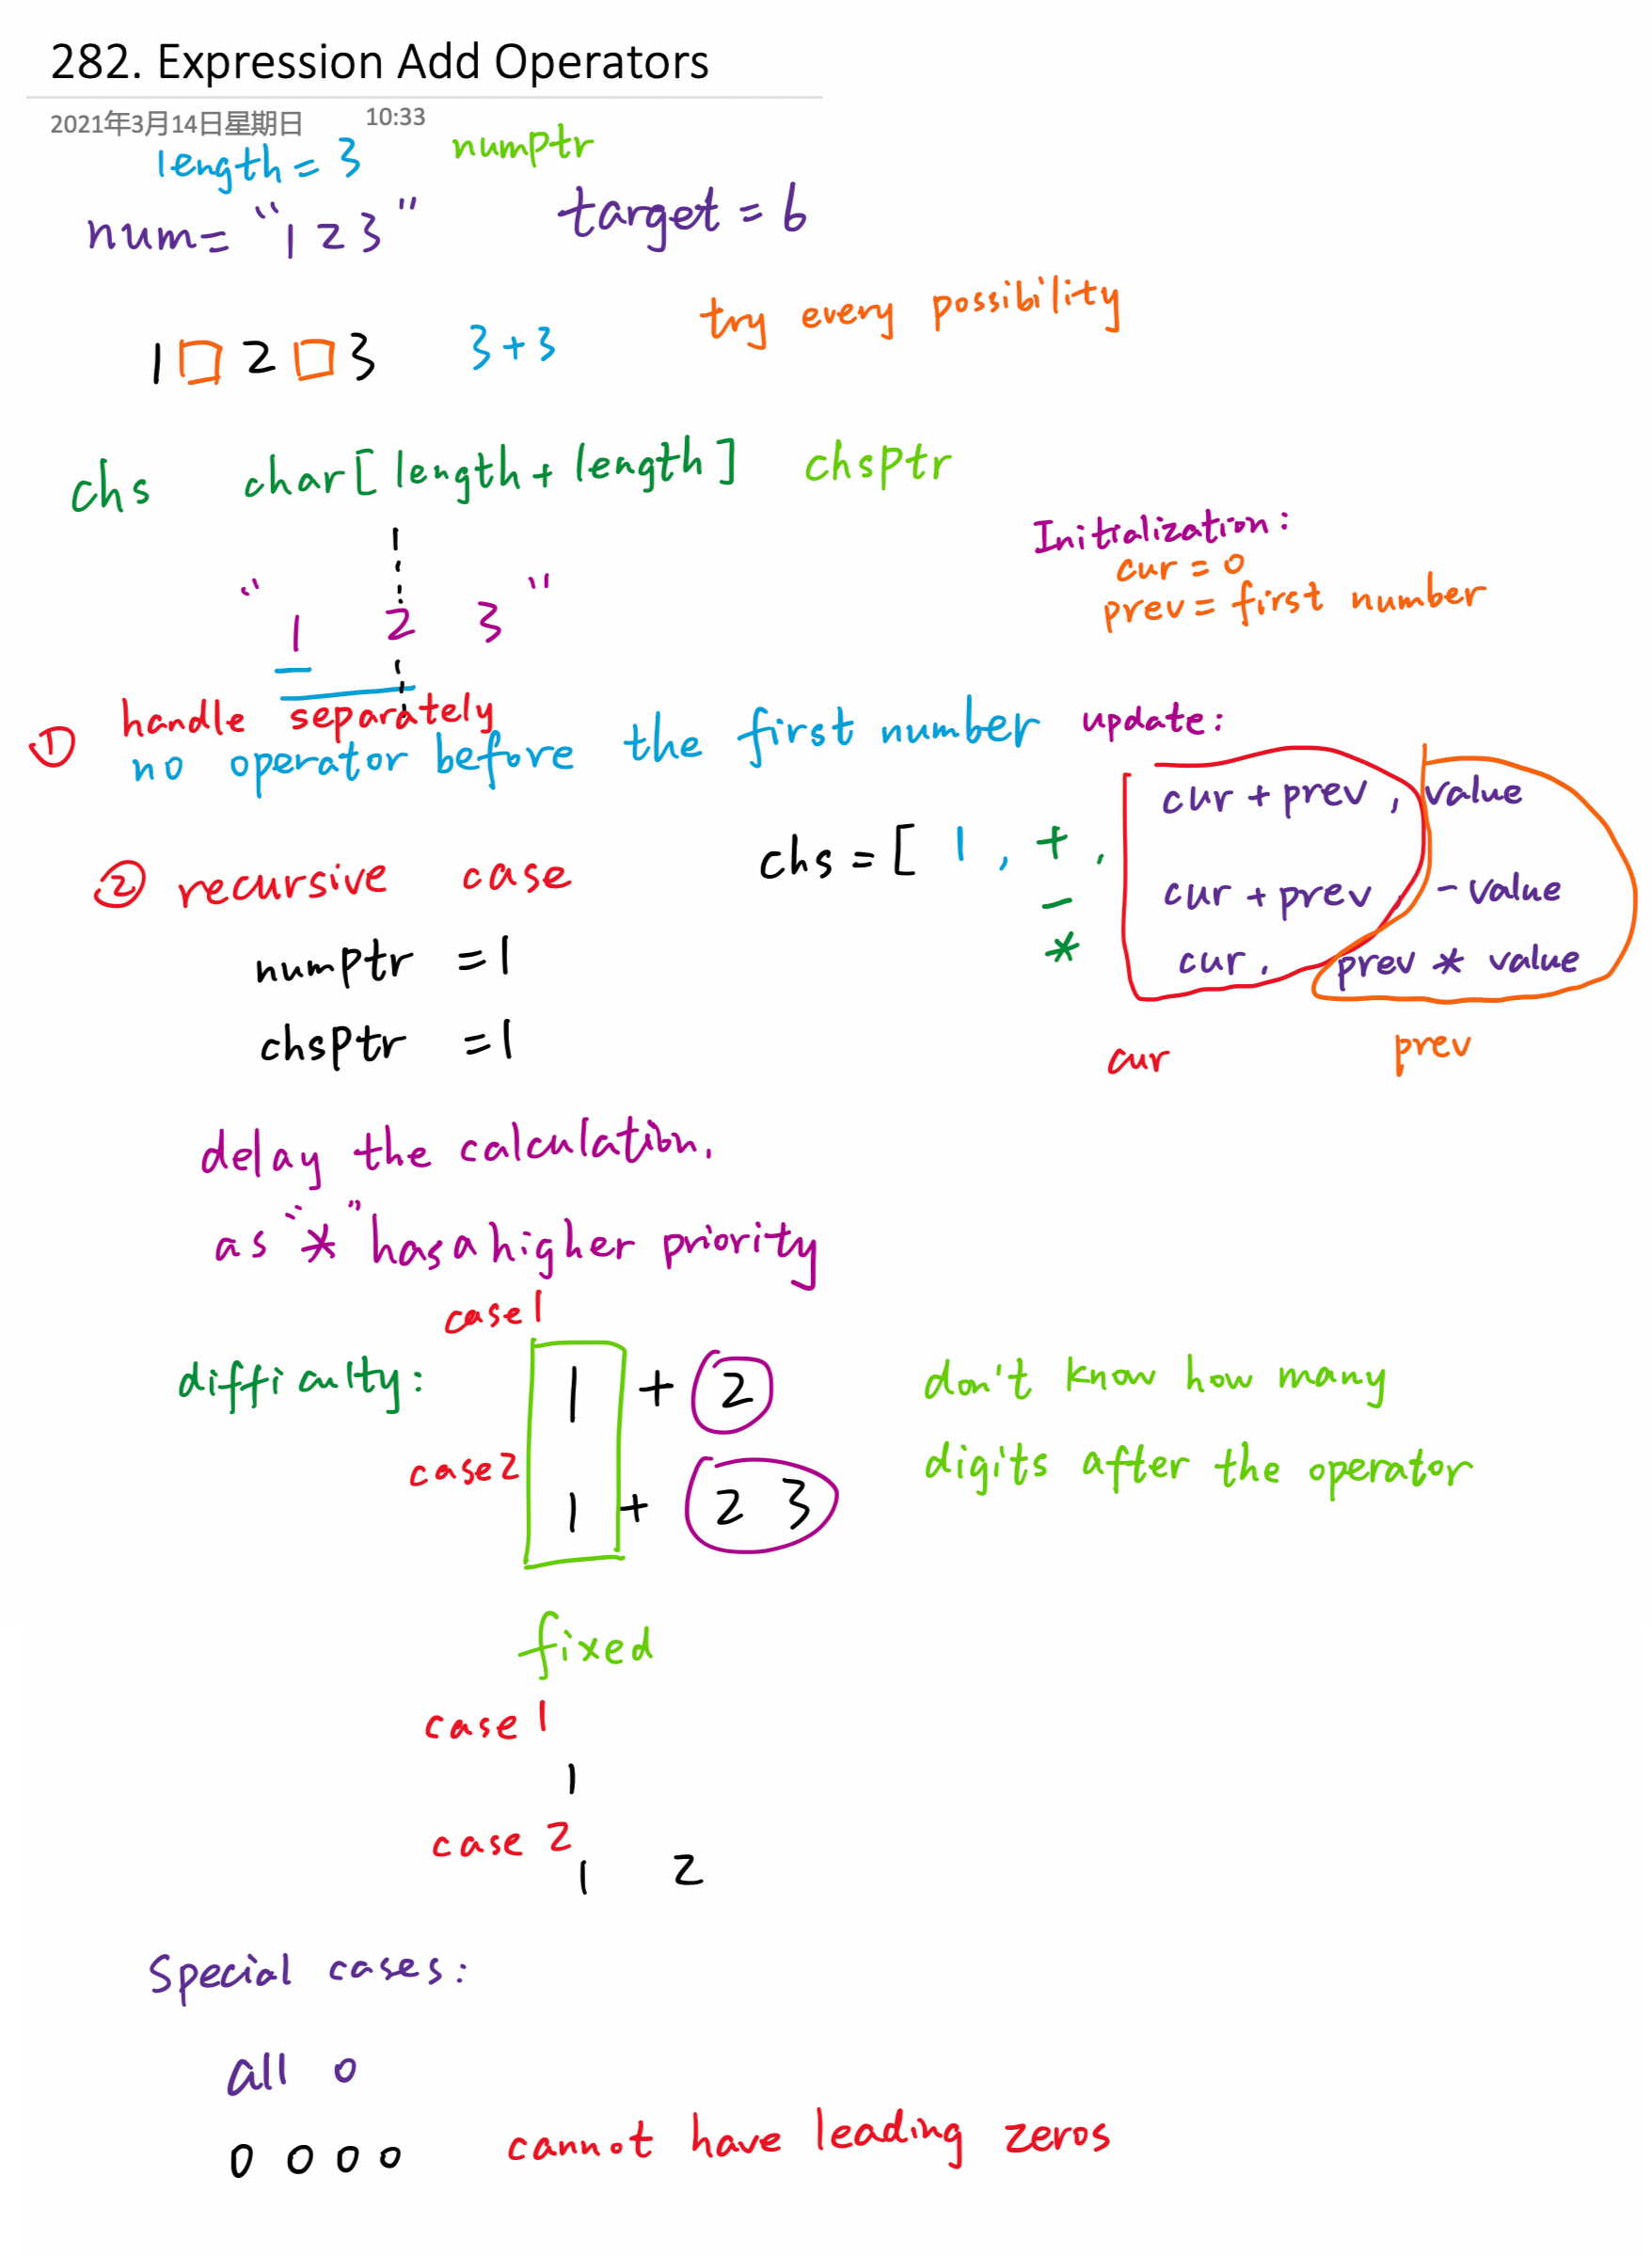 282. Expression Add Operators
2021年3月14日星期日 10:33
length = 3 numptr
num = "1 2 3" target = 6
try every possibility
1 □ 2 □ 3 3 + 3
chs char [ length + length ] chsPtr
Initialization:
cur = 0
prev = first number
" 1 2 3 "
① handle separately
no operator before the first number
update:
cur + prev , value
chs = [ 1 , + ,
cur + prev , - value
-
*
cur , prev * value
cur prev
② recursive case
numptr = 1
chsptr = 1
delay the calculation,
as "*" has a higher priority
case 1
difficulty: 1 + 2 don't know how many
case 2 1 + 2 3 digits after the operator
fixed
case 1
1
case 2
1 2
Special cases:
all 0
0 0 0 0 cannot have leading zeros